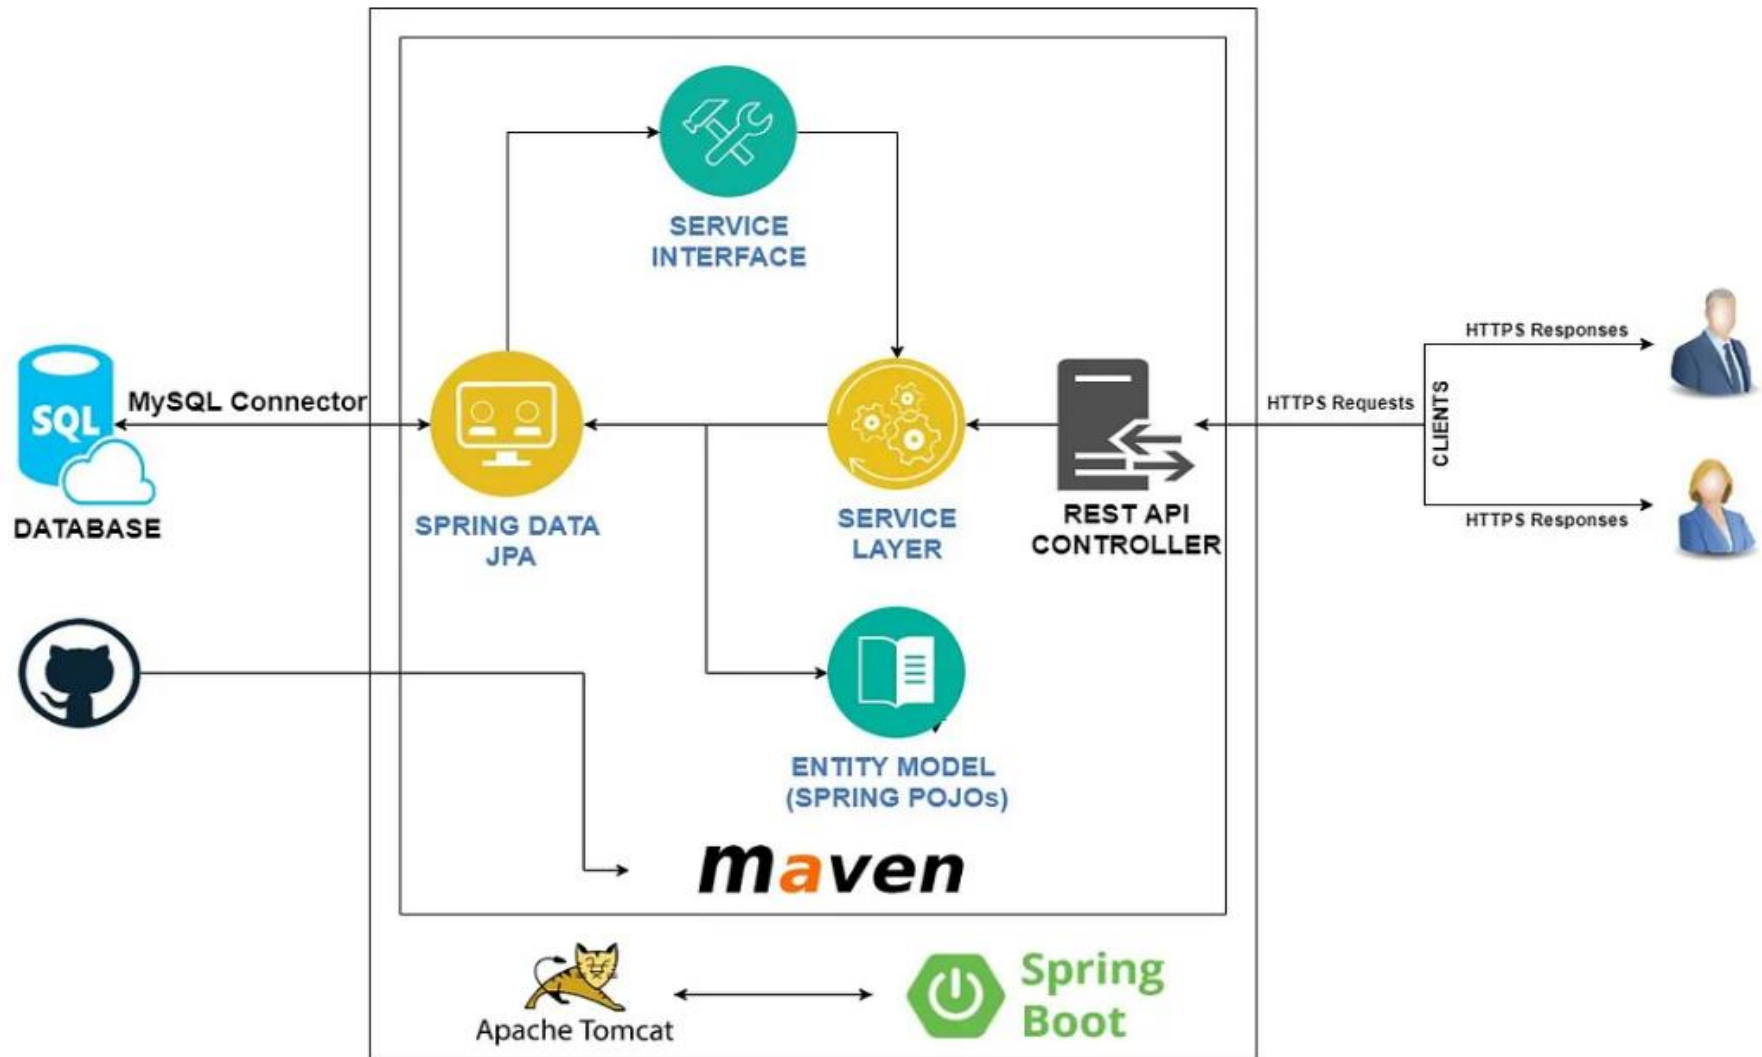 SERVICE
INTERFACE
HTTPS Responses
MySQL Connector
HTTPS Requests
CLIENTS
SQL
DATABASE
SPRING DATA
JPA
SERVICE
LAYER
REST API
CONTROLLER
HTTPS Responses
ENTITY MODEL
(SPRING POJOs)
maven
Apache Tomcat
Spring
Boot